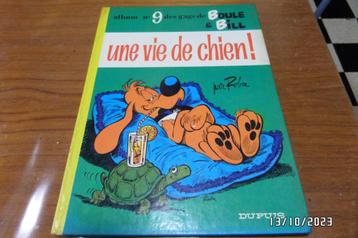 album n° 9 des gags de BOULE
& BILL
une vie de chien!
par Roba
DUPUIS
13/10/2023